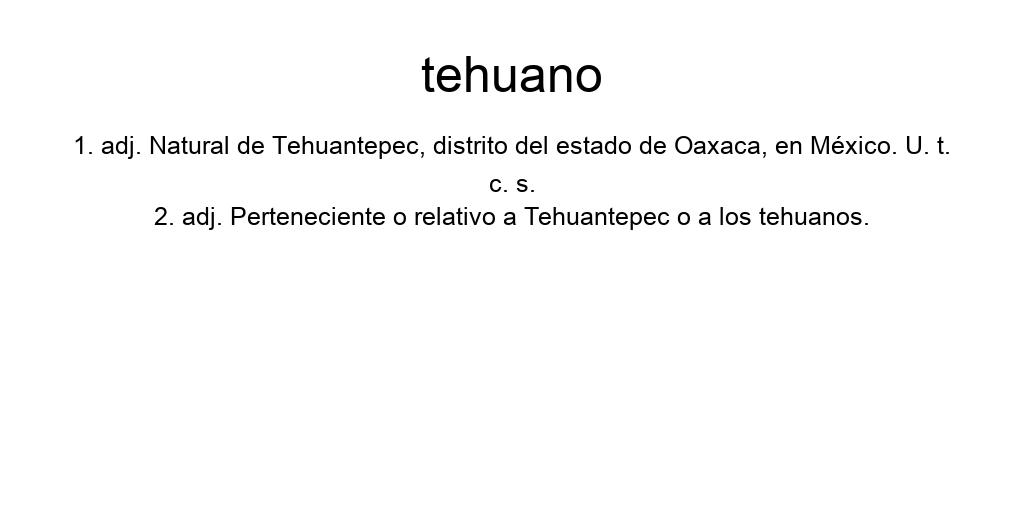 tehuano
1. adj. Natural de Tehuantepec, distrito del estado de Oaxaca, en México. U. t.
c. s.
2. adj. Perteneciente o relativo a Tehuantepec o a los tehuanos.